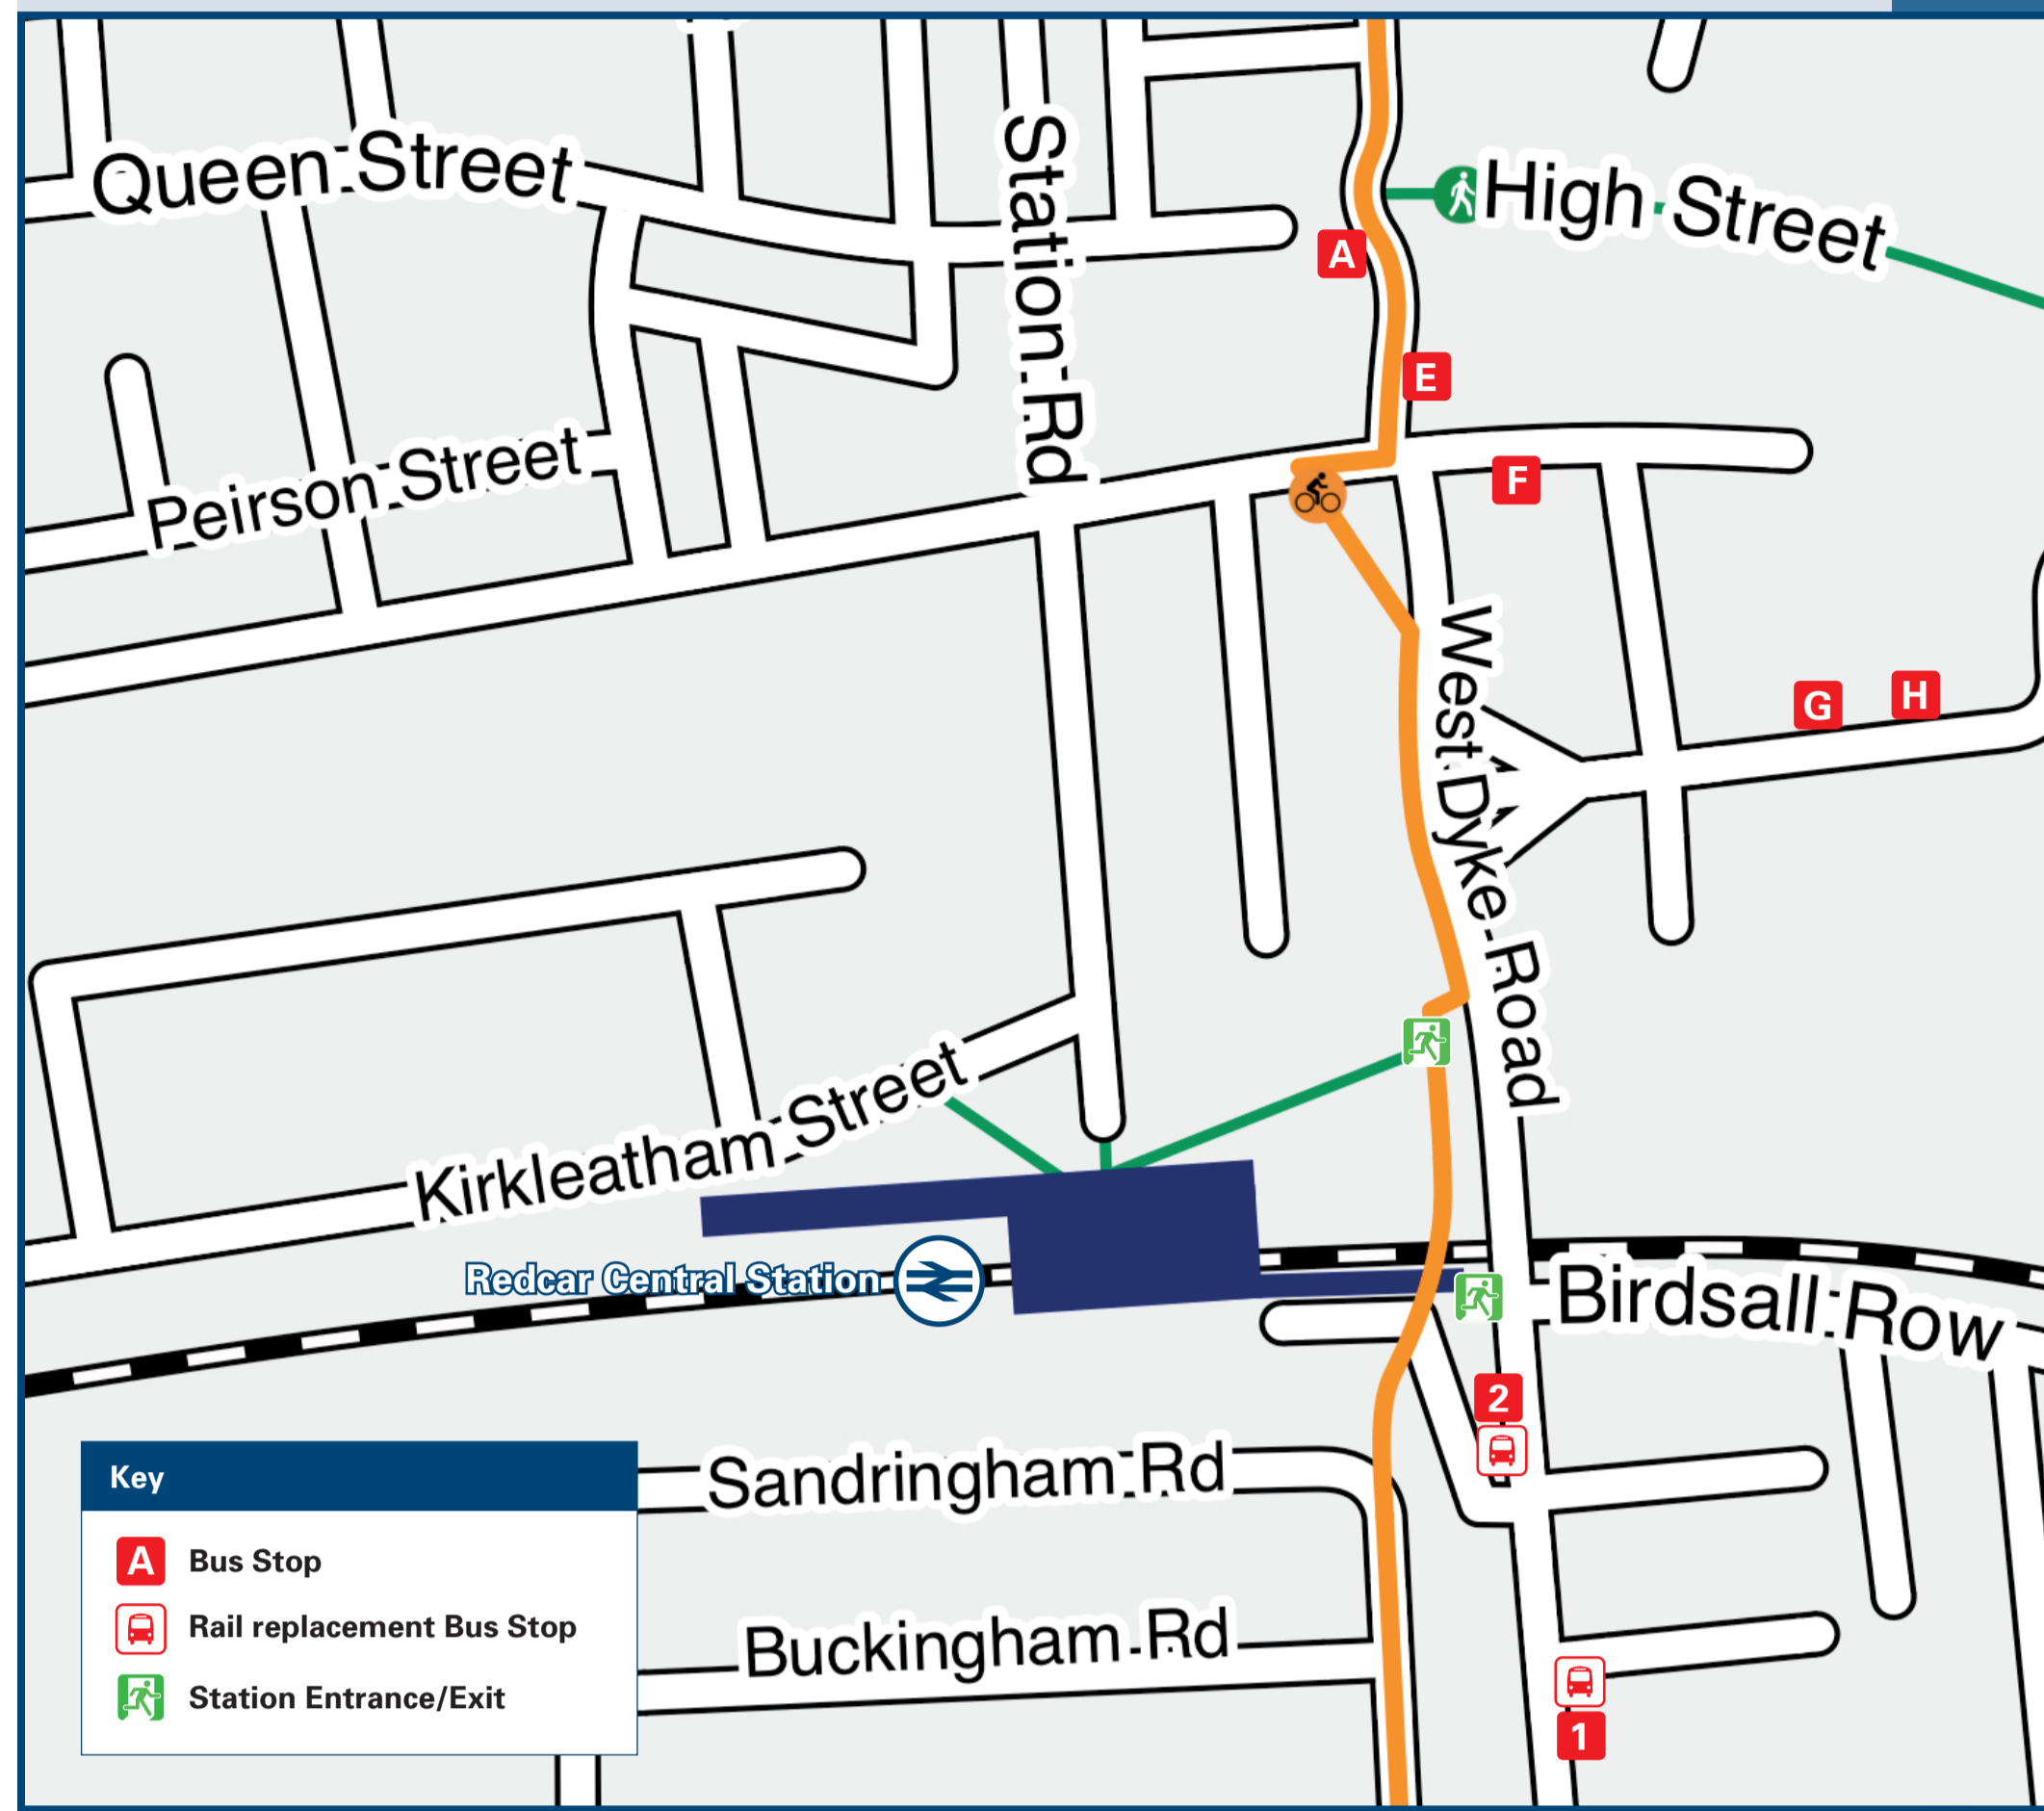 Queen Street
Station Rd
High Street
A
E
Peirson Street
F
West Dyke Road
G
H
Kirkleatham Street
Redcar Central Station
Birdsall Row
2
Sandringham Rd
Buckingham Rd
1
Key
A Bus Stop
Rail replacement Bus Stop
Station Entrance/Exit